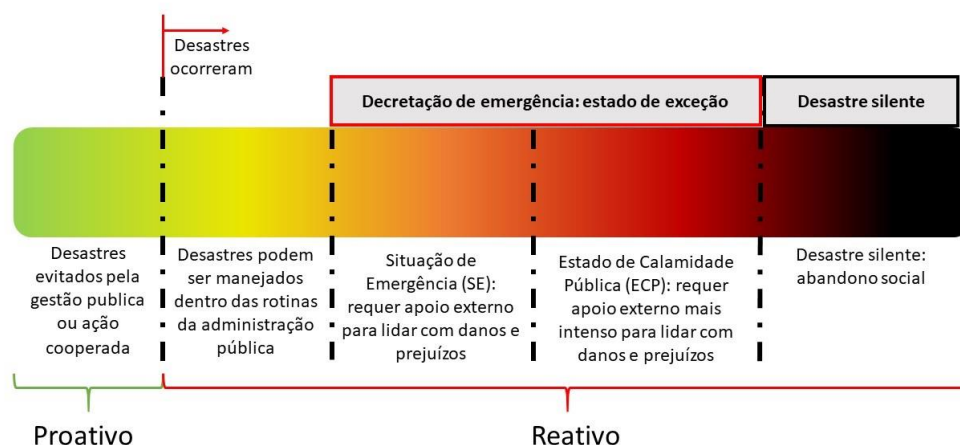 Desastres
ocorreram
Decretação de emergência: estado de exceção
Desastre silente
Desastres
evitados pela
gestão publica
ou ação
cooperada
Desastres podem
ser manejados
dentro das rotinas
da administração
pública
Situação de
Emergência (SE):
requer apoio externo
para lidar com danos e
prejuízos
Estado de Calamidade
Pública (ECP): requer
apoio externo mais
intenso para lidar com
danos e prejuízos
Desastre silente:
abandono social
Proativo
Reativo